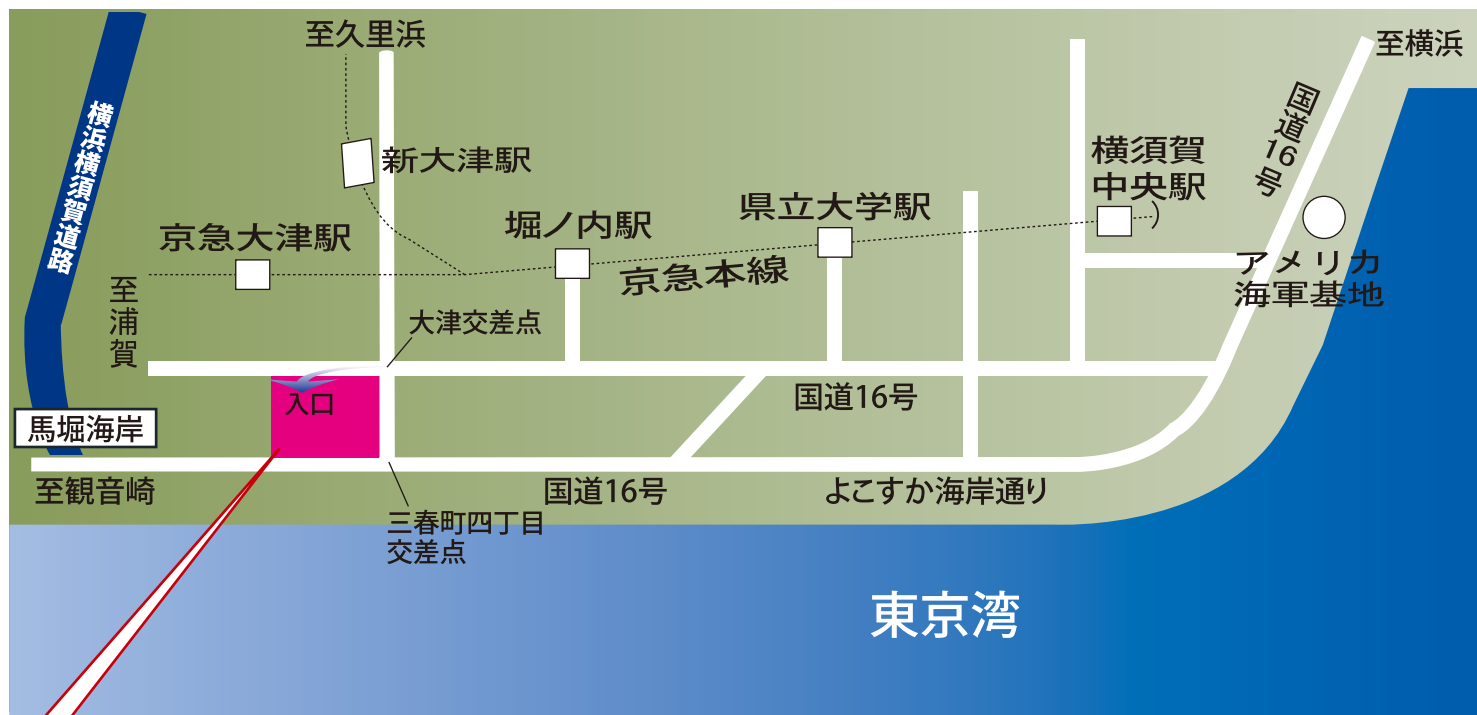 至久里浜
至横浜
横浜横須賀道路
国道16号
新大津駅
横須賀
中央駅
京急大津駅
堀ノ内駅
県立大学駅
京急本線
アメリカ
海軍基地
至浦賀
大津交差点
入口
国道16号
馬堀海岸
至観音崎
国道16号
よこすか海岸通り
三春町四丁目
交差点
東京湾